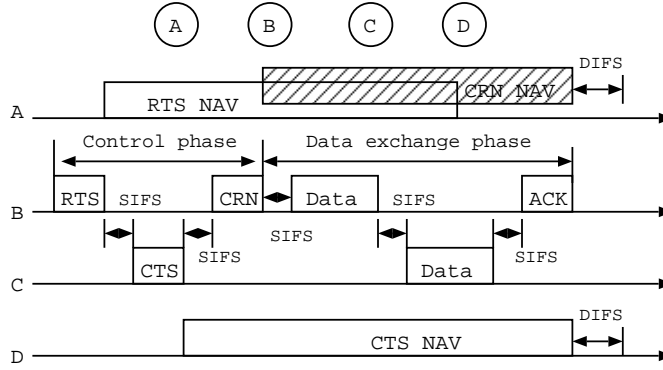 A B C D
DIFS
RTS NAV CRN NAV
A
Control phase Data exchange phase
RTS SIFS CRN Data SIFS ACK
B
SIFS
SIFS SIFS
CTS Data
C
DIFS
CTS NAV
D